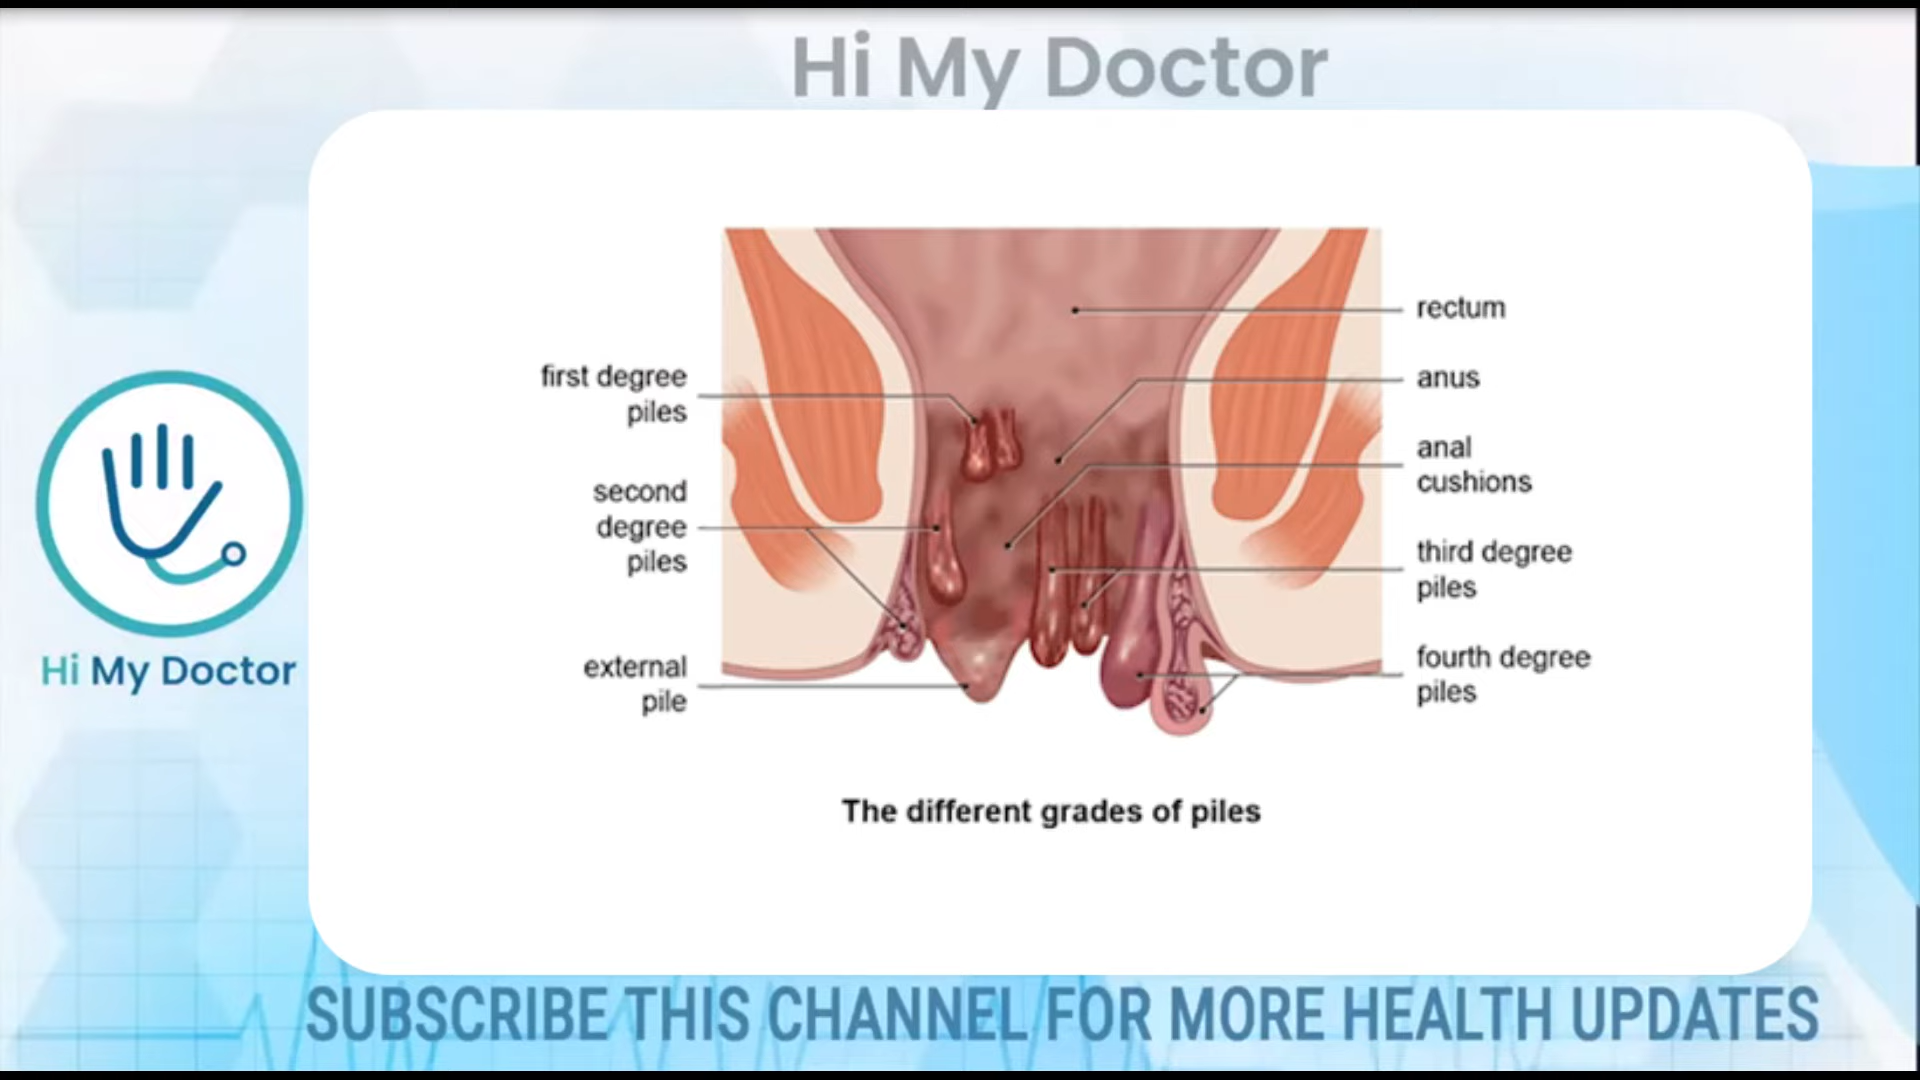 Hi My Doctor
first degree
piles
second
degree
piles
external
pile
rectum
anus
anal
cushions
third degree
piles
fourth degree
piles
The different grades of piles
Hi My Doctor
SUBSCRIBE THIS CHANNEL FOR MORE HEALTH UPDATES